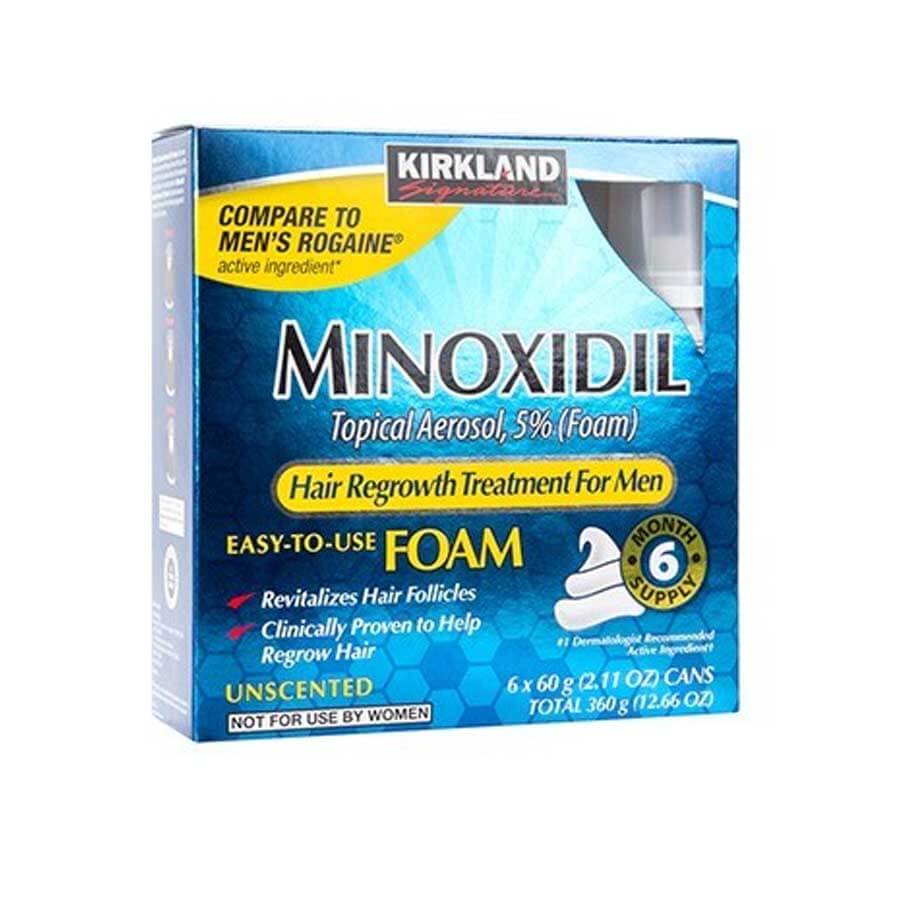 KIRKLAND
Signature
COMPARE TO
MEN'S ROGAINE®
active ingredient*
MINOXIDIL
Topical Aerosol, 5% (Foam)
Hair Regrowth Treatment For Men
EASY-TO-USE FOAM
Revitalizes Hair Follicles
Clinically Proven to Help
Regrow Hair
MONTH
6
SUPPLY
#1 Dermatologist Recommended
Active Ingredient†
UNSCENTED
NOT FOR USE BY WOMEN
6 x 60 g (2.11 OZ) CANS
TOTAL 360 g (12.66 OZ)